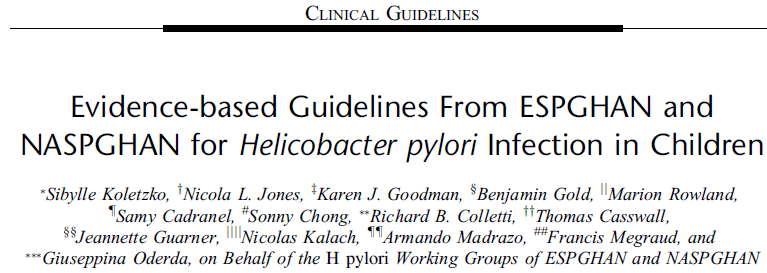 CLINICAL GUIDELINES
Evidence-based Guidelines From ESPGHAN and
NASPGHAN for Helicobacter pylori Infection in Children
*Sibylle Koletzko, †Nicola L. Jones, ‡Karen J. Goodman, §Benjamin Gold, ||Marion Rowland,
¶Samy Cadranel, #Sonny Chong, **Richard B. Colletti, ††Thomas Casswall,
§§Jeannette Guarner, ||||Nicolas Kalach, ¶¶Armando Madrazo, ##Francis Megraud, and
***Giuseppina Oderda, on Behalf of the H pylori Working Groups of ESPGHAN and NASPGHAN